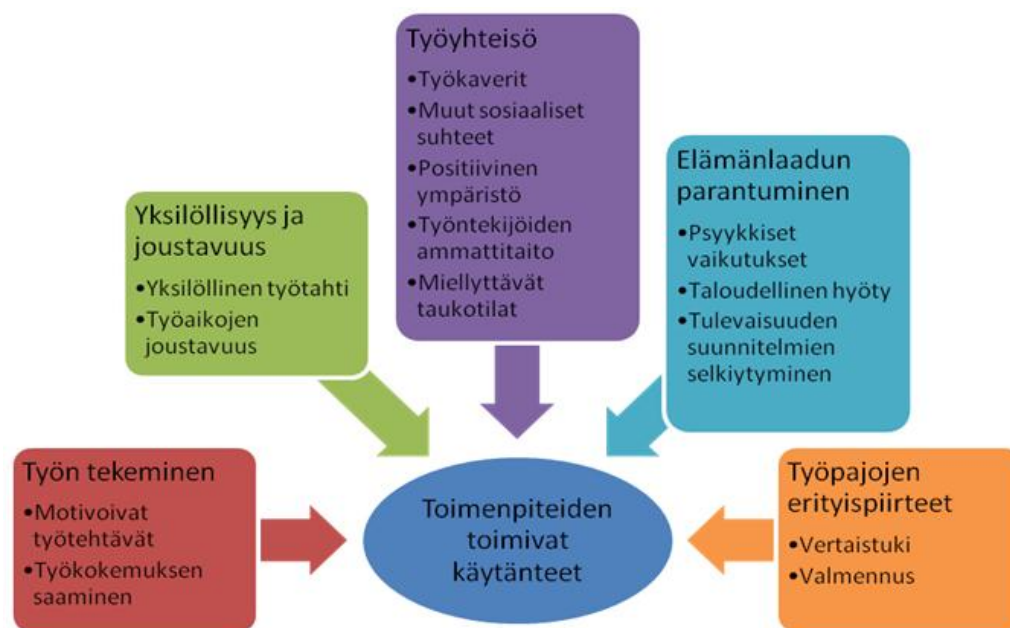 Työn tekeminen
•Motivoivat
työtehtävät
•Työkokemuksen
saaminen
Yksilöllisyys ja
joustavuus
•Yksilöllinen työtahti
•Työaikojen
joustavuus
Työyhteisö
•Työkaverit
•Muut sosiaaliset
suhteet
•Positiivinen
ympäristö
•Työntekijöiden
ammattitaito
•Miellyttävät
taukotilat
Elämänlaadun
parantuminen
•Psyykkiset
vaikutukset
•Taloudellinen hyöty
•Tulevaisuuden
suunnitelmien
selkiytyminen
Työpajojen
erityispiirteet
•Vertaistuki
•Valmennus
Toimenpiteiden
toimivat
käytänteet